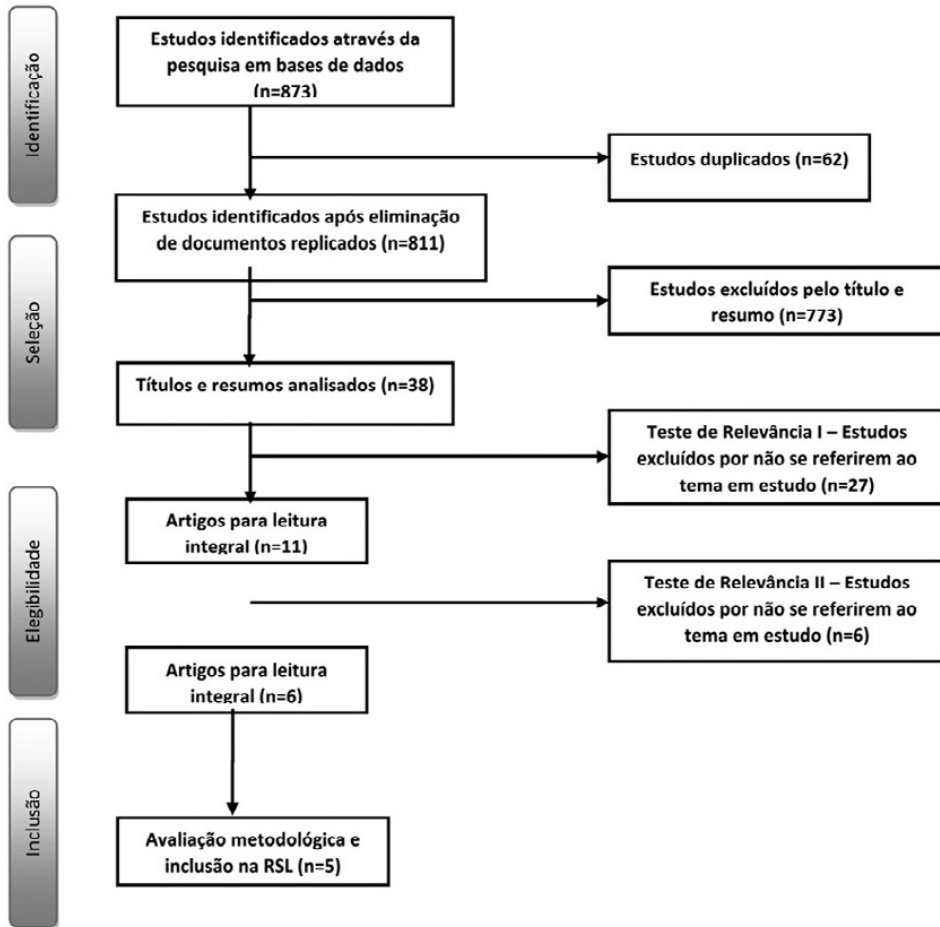 Identificação
Estudos identificados através da
pesquisa em bases de dados
(n=873)
Estudos duplicados (n=62)
Estudos identificados após eliminação
de documentos replicados (n=811)
Seleção
Estudos excluídos pelo título e
resumo (n=773)
Títulos e resumos analisados (n=38)
Teste de Relevância I – Estudos
excluídos por não se referirem ao
tema em estudo (n=27)
Elegibilidade
Artigos para leitura
integral (n=11)
Teste de Relevância II – Estudos
excluídos por não se referirem ao
tema em estudo
(n=6)
Artigos para leitura
integral (n=6)
Inclusão
Avaliação metodológica e
inclusão na RSL (n=5)